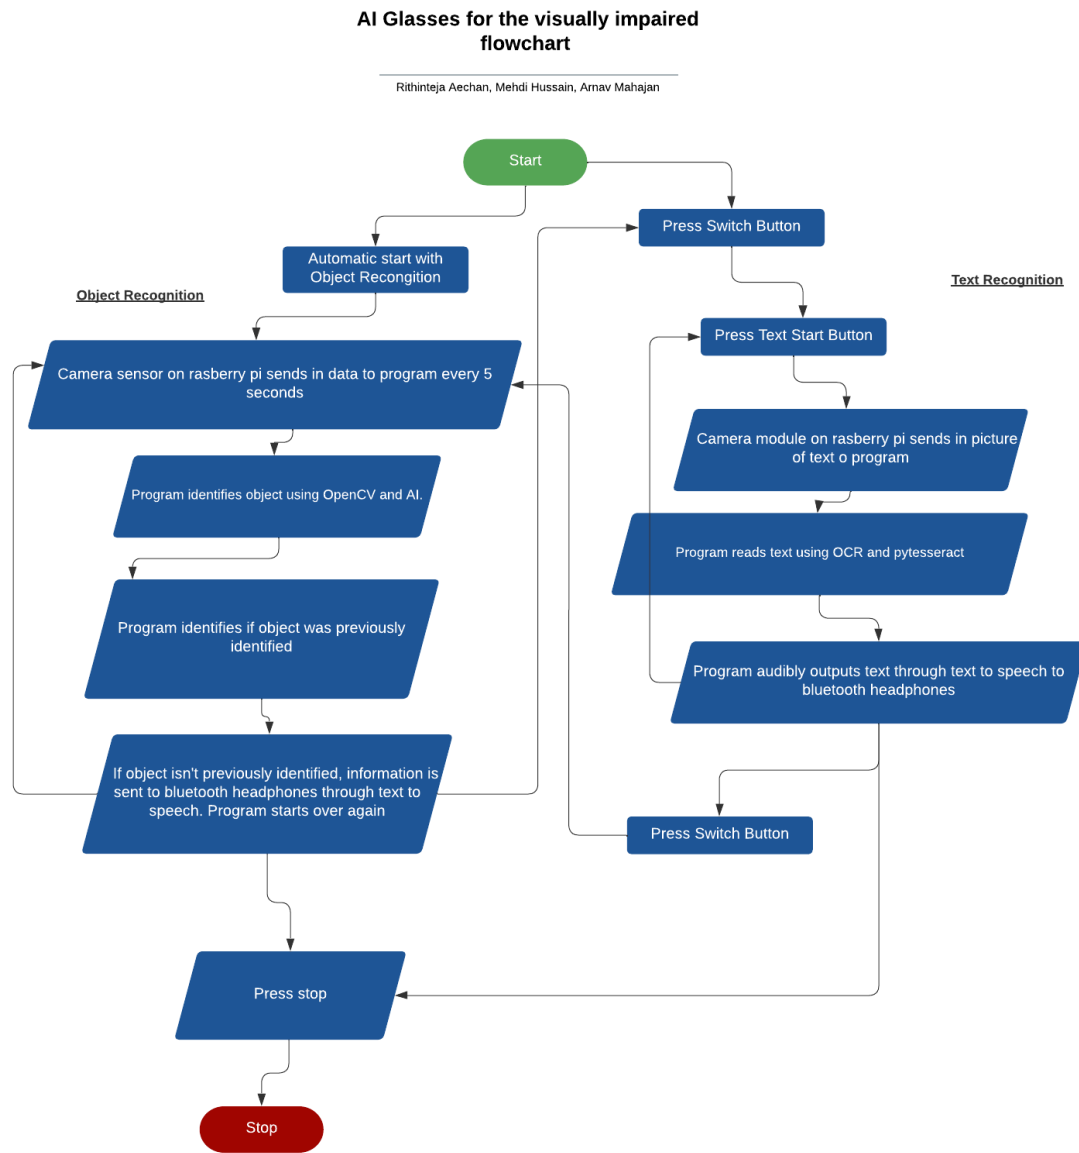 AI Glasses for the visually impaired
flowchart
Rithinteja Aechan, Mehdi Hussain, Arnav Mahajan
Start
Press Switch Button
Automatic start with
Object Recongition
Object Recognition
Text Recognition
Press Text Start Button
Camera sensor on rasberry pi sends in data to program every 5
seconds
Camera module on rasberry pi sends in picture
of text o program
Program identifies object using OpenCV and AI.
Program reads text using OCR and pytesseract
Program identifies if object was previously
identified
Program audibly outputs text through text to speech to
bluetooth headphones
If object isn't previously identified, information is
sent to bluetooth headphones through text to
speech. Program starts over again
Press Switch Button
Press stop
Stop